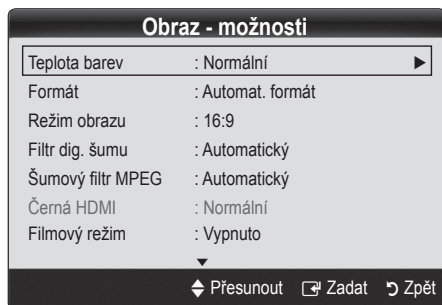 Obraz - možnosti
Teplota barev : Normální ▶
Formát : Automat. formát
Režim obrazu : 16:9
Filtr dig. šumu : Automatický
Šumový filtr MPEG : Automatický
Černá HDMI : Normální
Filmový režim : Vypnuto
▼
Přesunout Zadat Zpět